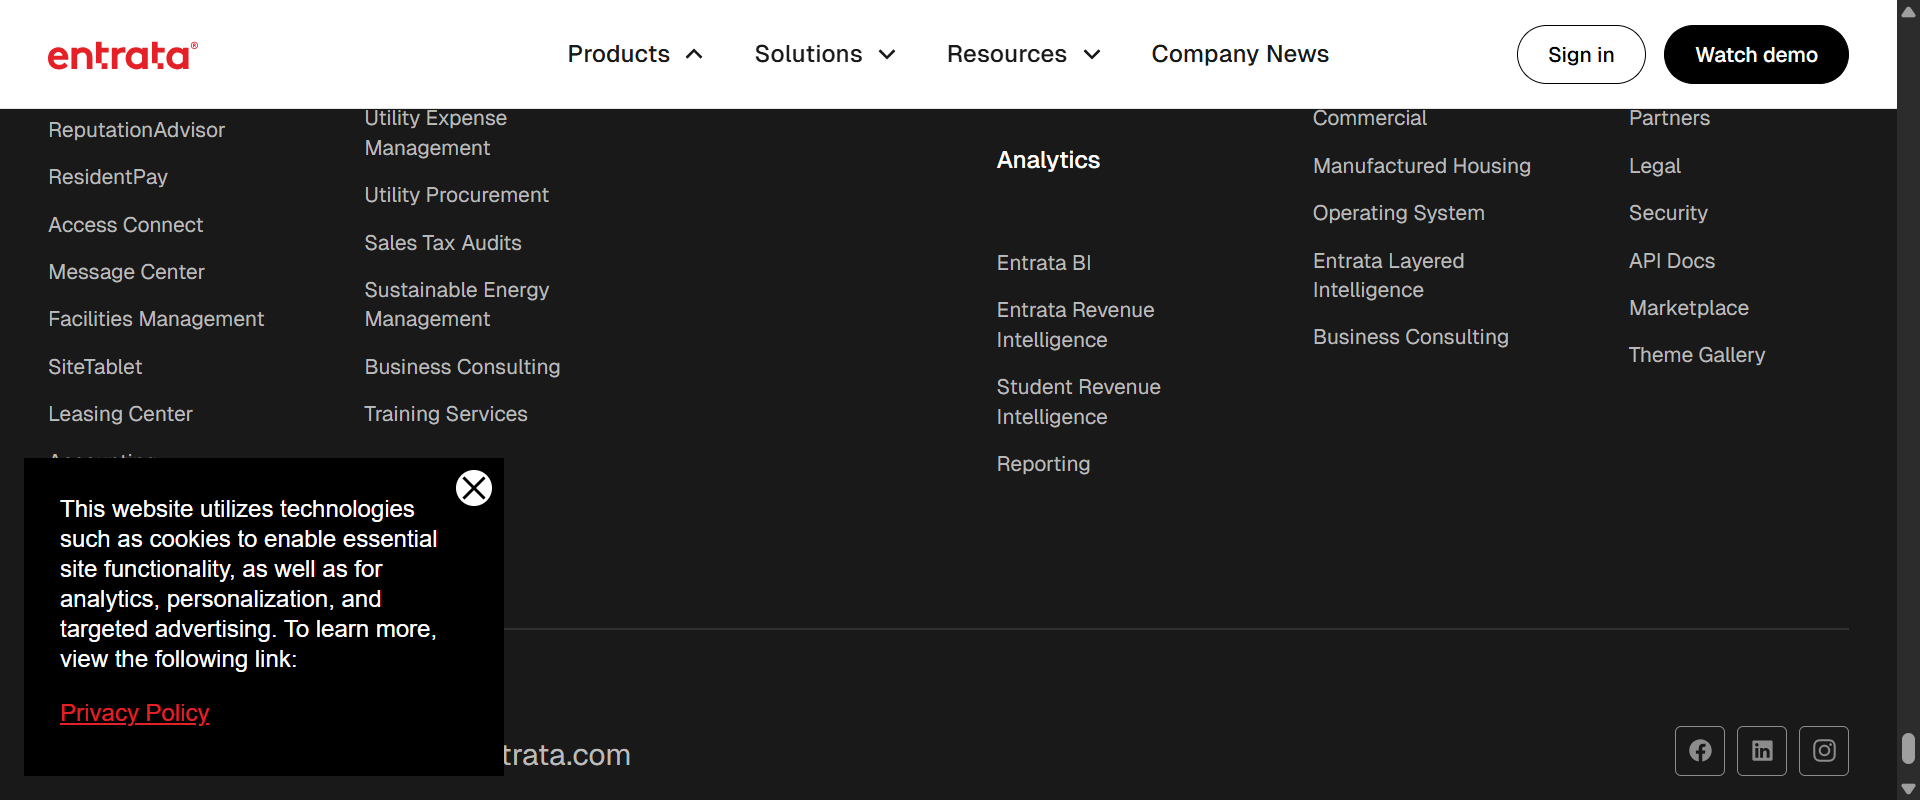 entrata®
Products
Solutions
Resources
Company News
Sign in
Watch demo
ReputationAdvisor
ResidentPay
Access Connect
Message Center
Facilities Management
SiteTablet
Leasing Center
Utility Expense
Management
Utility Procurement
Sales Tax Audits
Sustainable Energy
Management
Business Consulting
Training Services
Analytics
Entrata BI
Entrata Revenue
Intelligence
Student Revenue
Intelligence
Reporting
Commercial
Manufactured Housing
Operating System
Entrata Layered
Intelligence
Business Consulting
Partners
Legal
Security
API Docs
Marketplace
Theme Gallery
This website utilizes technologies
such as cookies to enable essential
site functionality, as well as for
analytics, personalization, and
targeted advertising. To learn more,
view the following link:
Privacy Policy
trata.com